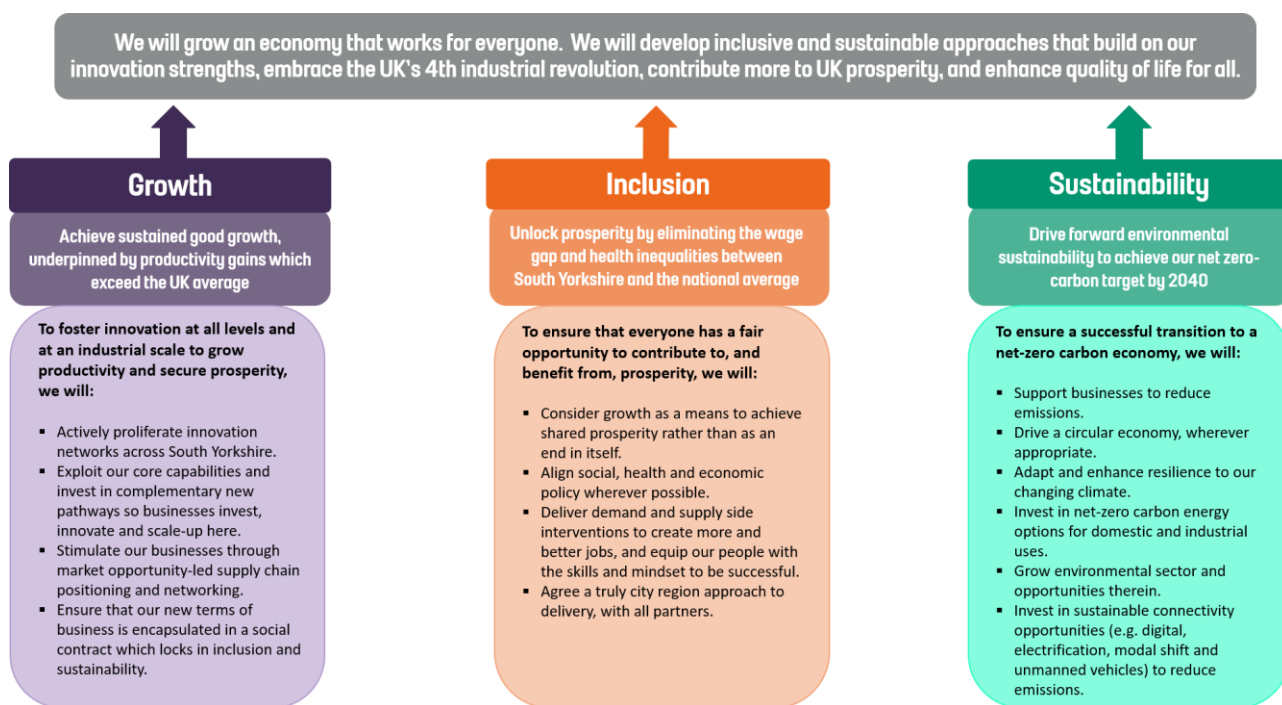 We will grow an economy that works for everyone. We will develop inclusive and sustainable approaches that build on our
innovation strengths, embrace the UK's 4th industrial revolution, contribute more to UK prosperity, and enhance quality of life for all.
Growth
Achieve sustained good growth,
underpinned by productivity gains which
exceed the UK average
To foster innovation at all levels and
at an industrial scale to grow
productivity and secure prosperity,
we will:
▪ Actively proliferate innovation
networks across South Yorkshire.
▪ Exploit our core capabilities and
invest in complementary new
pathways so businesses invest,
innovate and scale-up here.
▪ Stimulate our businesses through
market opportunity-led supply chain
positioning and networking.
▪ Ensure that our new terms of
business is encapsulated in a social
contract which locks in inclusion and
sustainability.
Inclusion
Unlock prosperity by eliminating the wage
gap and health inequalities between
South Yorkshire and the national average
To ensure that everyone has a fair
opportunity to contribute to, and
benefit from, prosperity, we will:
▪ Consider growth as a means to achieve
shared prosperity rather than as an
end in itself.
▪ Align social, health and economic
policy wherever possible.
▪ Deliver demand and supply side
interventions to create more and
better jobs, and equip our people with
the skills and mindset to be successful.
▪ Agree a truly city region approach to
delivery, with all partners.
Sustainability
Drive forward environmental
sustainability to achieve our net zero-
carbon target by 2040
To ensure a successful transition to a
net-zero carbon economy, we will:
▪ Support businesses to reduce
emissions.
▪ Drive a circular economy, wherever
appropriate.
▪ Adapt and enhance resilience to our
changing climate.
▪ Invest in net-zero carbon energy
options for domestic and industrial
uses.
▪ Grow environmental sector and
opportunities therein.
▪ Invest in sustainable connectivity
opportunities (e.g. digital,
electrification, modal shift and
unmanned vehicles) to reduce
emissions.